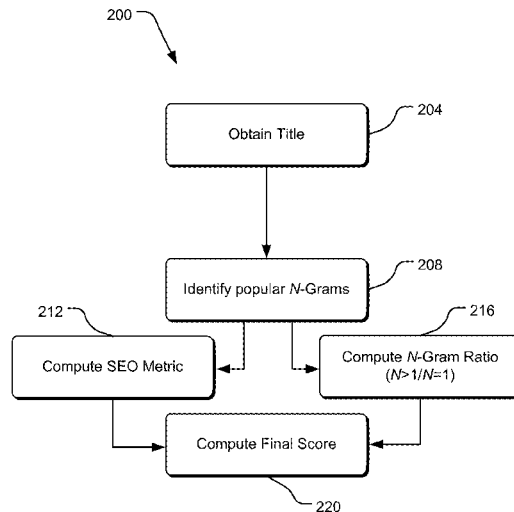 200
Obtain Title
204
Identify popular N-Grams
208
212
216
Compute SEO Metric
Compute N-Gram Ratio
(N>1/N=1)
Compute Final Score
220